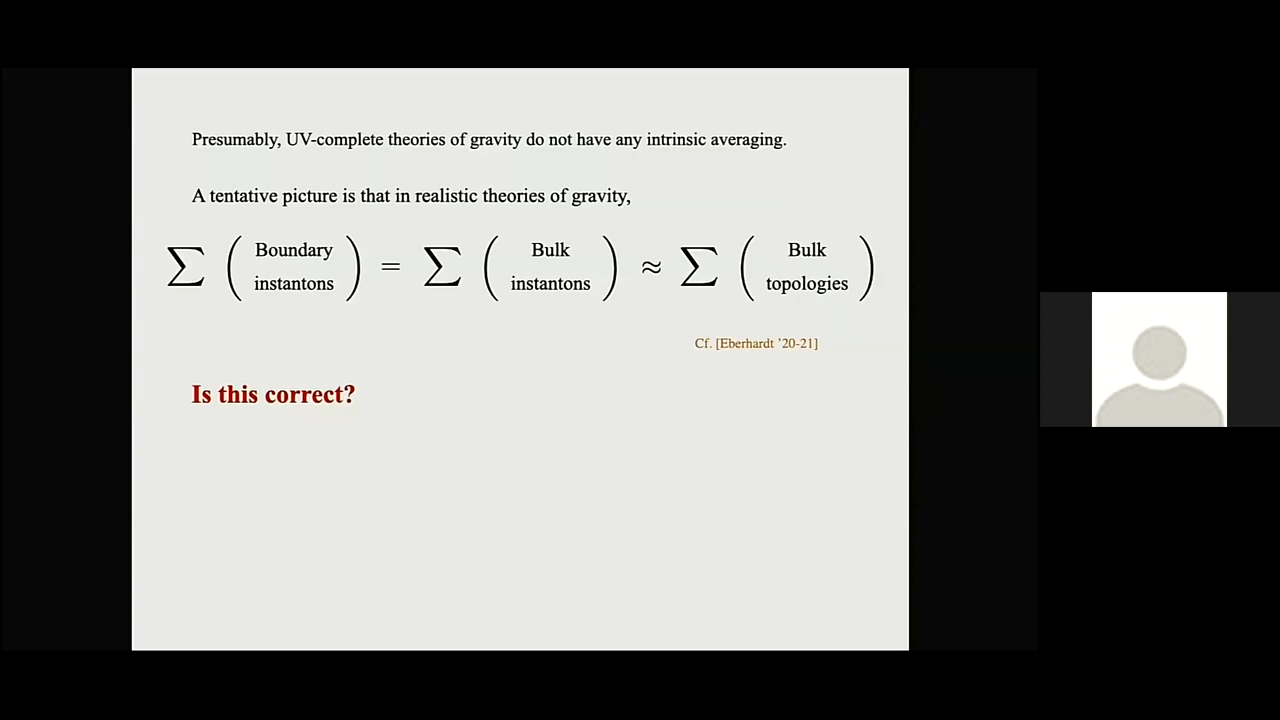 Presumably, UV-complete theories of gravity do not have any intrinsic averaging.
A tentative picture is that in realistic theories of gravity,
∑ ( Boundary instantons ) = ∑ ( Bulk instantons ) ≈ ∑ ( Bulk topologies )
Cf. [Eberhardt ’20-21]
Is this correct?